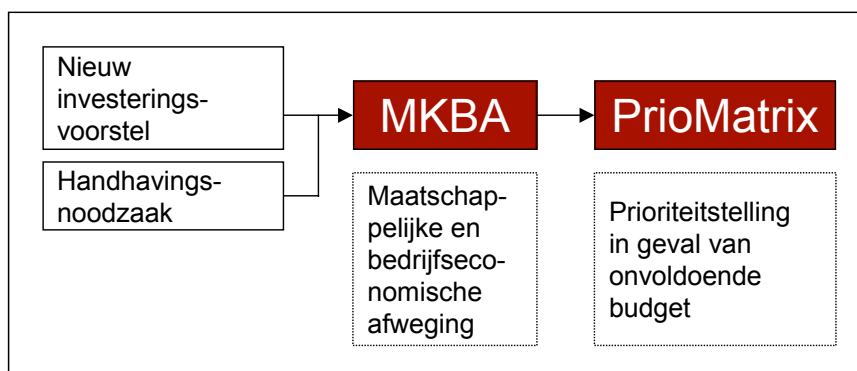 Nieuw
investerings-
voorstel
Handhavings-
noodzaak
MKBA
PrioMatrix
Maatschap-
pelijke en
bedrijfseco-
nomische
afweging
Prioriteitstelling
in geval van
onvoldoende
budget